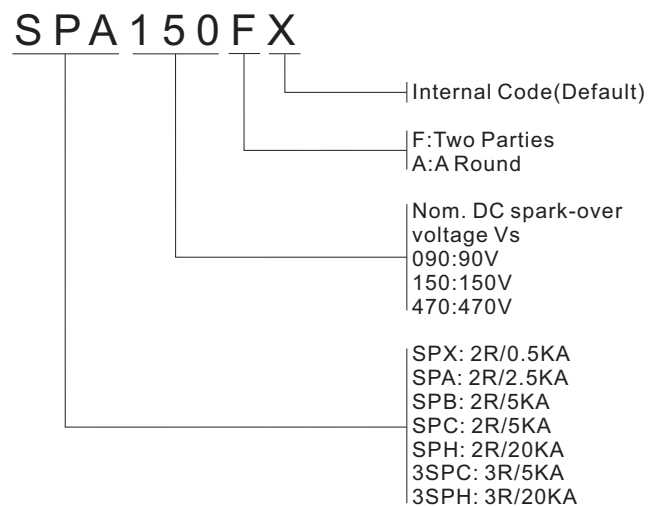 SPA150FX
Internal Code(Default)
F:Two Parties
A:A Round
Nom. DC spark-over
voltage Vs
090:90V
150:150V
470:470V
SPX: 2R/0.5KA
SPA: 2R/2.5KA
SPB: 2R/5KA
SPC: 2R/5KA
SPH: 2R/20KA
3SPC: 3R/5KA
3SPH: 3R/20KA